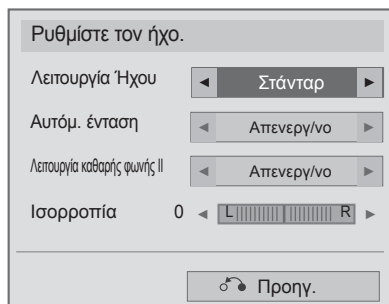 Ρυθμίστε τον ήχο.
Λειτουργία Ήχου ◄ Στάνταρ ►
Αυτόμ. ένταση ◄ Απενεργ/νο ►
Λειτουργία καθαρής φωνής II ◄ Απενεργ/νο ►
Ισορροπία 0 ◄ L R ►
Προηγ.